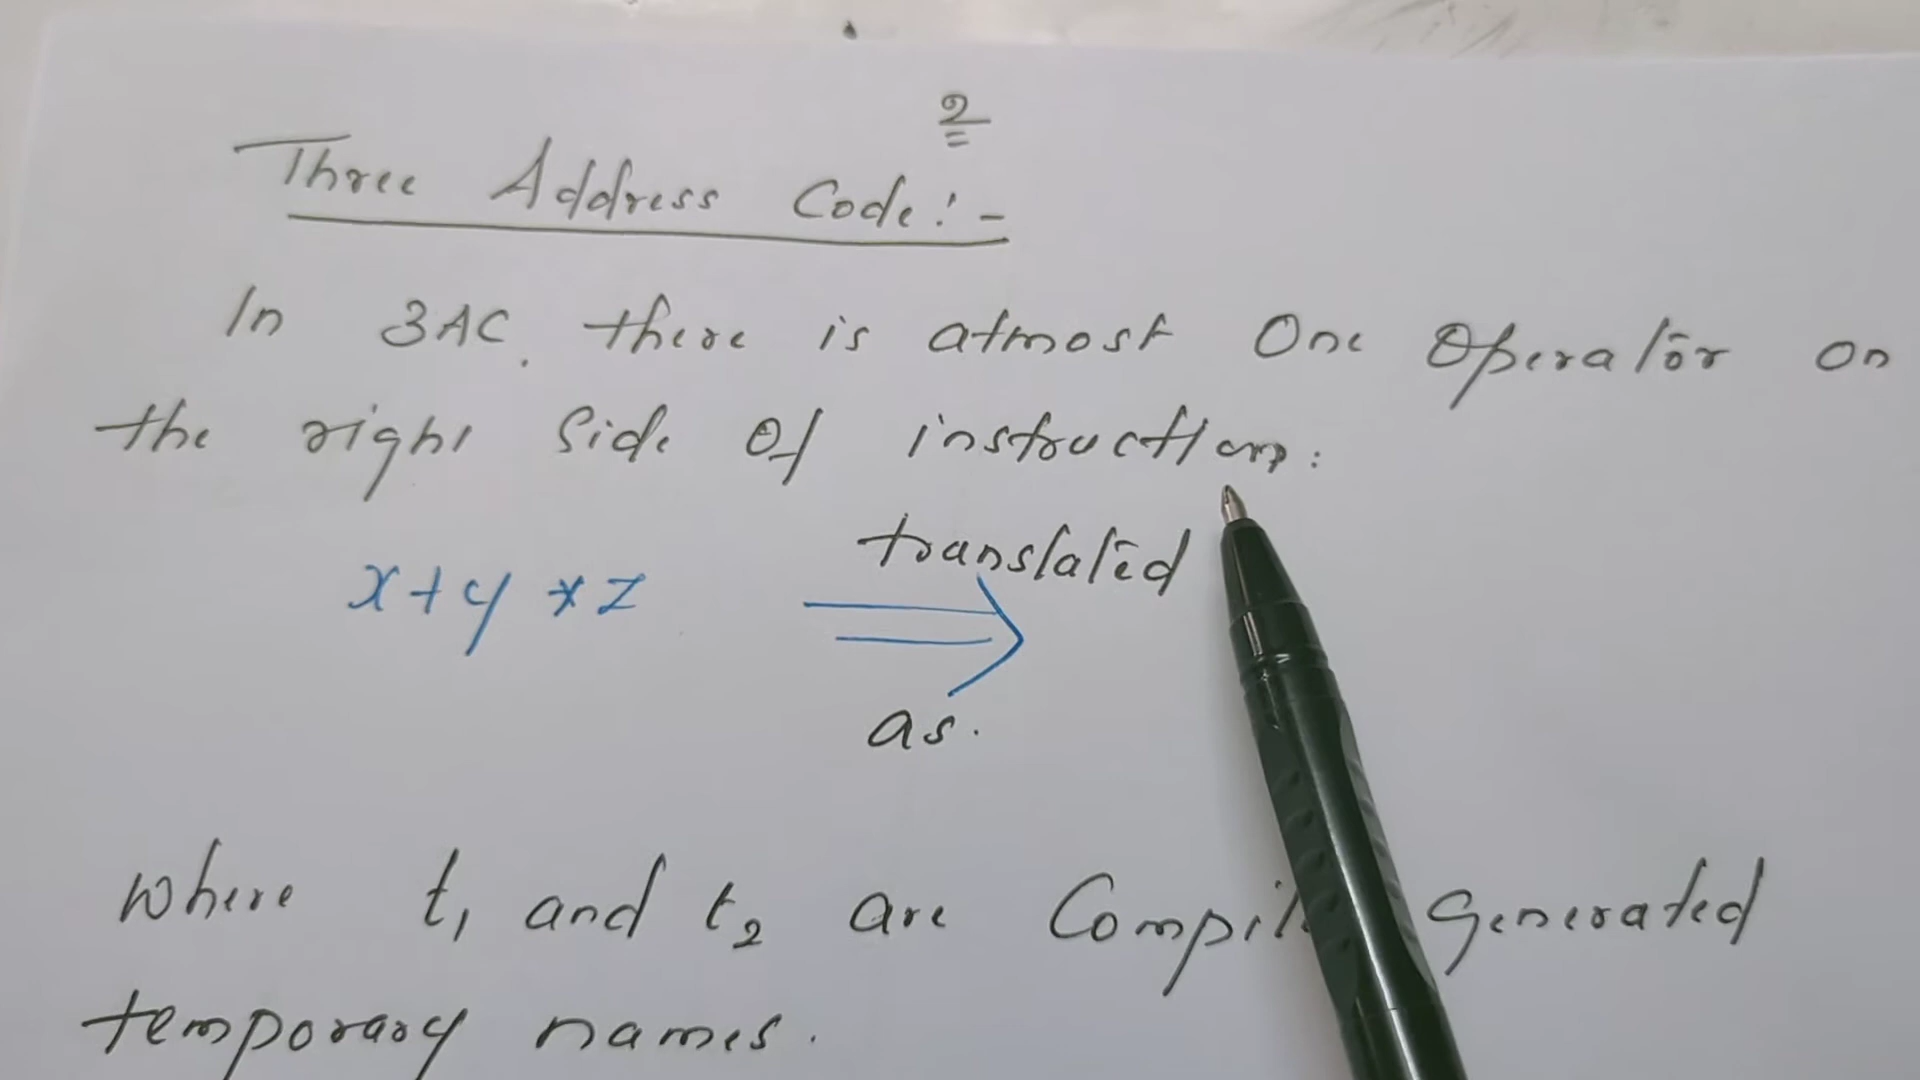 2
Three Address Code:-
In 3AC, there is atmost One Operator on
the right side of instruction:
translated
x+y *z
as.
where t1 and t2 are Compil generated
temporary names.